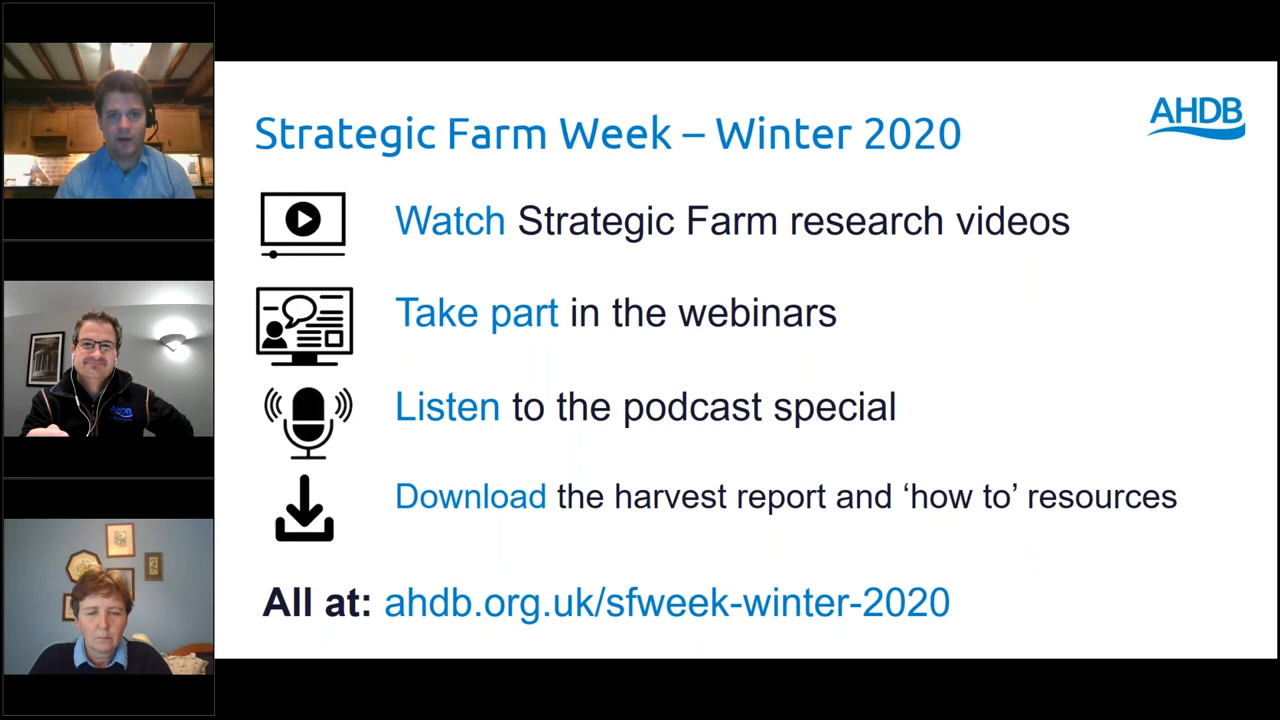 AHDB
Strategic Farm Week – Winter 2020
Watch Strategic Farm research videos
Take part in the webinars
Listen to the podcast special
Download the harvest report and ‘how to’ resources
All at: ahdb.org.uk/sfweek-winter-2020
AHDB